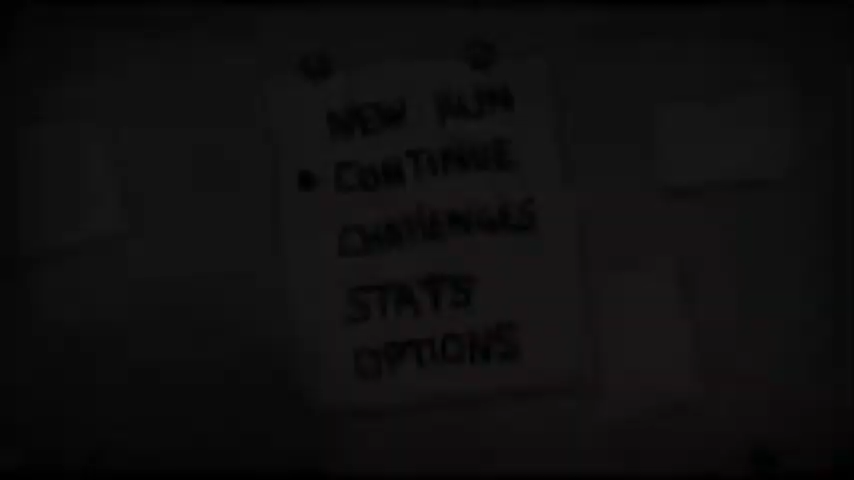 NEW RUN
CONTINUE
CHALLENGES
STATS
OPTIONS